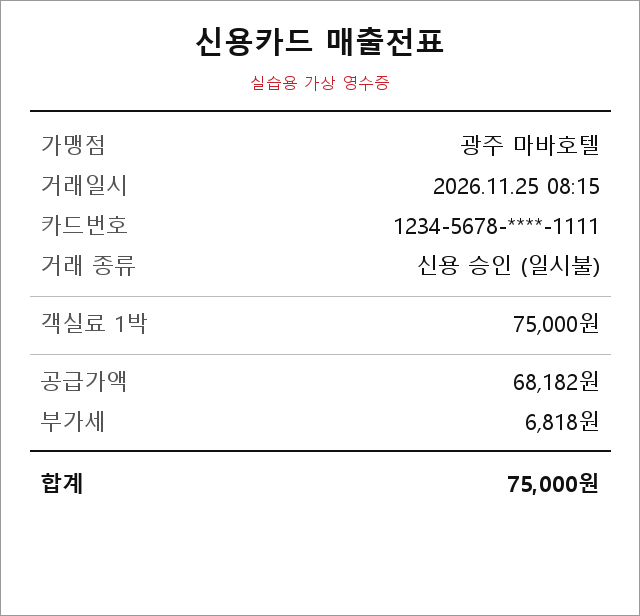 신용카드 매출전표
실습용 가상 영수증
가맹점 광주 마바호텔
거래일시 2026.11.25 08:15
카드번호 1234-5678-****-1111
거래 종류 신용 승인 (일시불)
객실료 1박 75,000원
공급가액 68,182원
부가세 6,818원
합계 75,000원